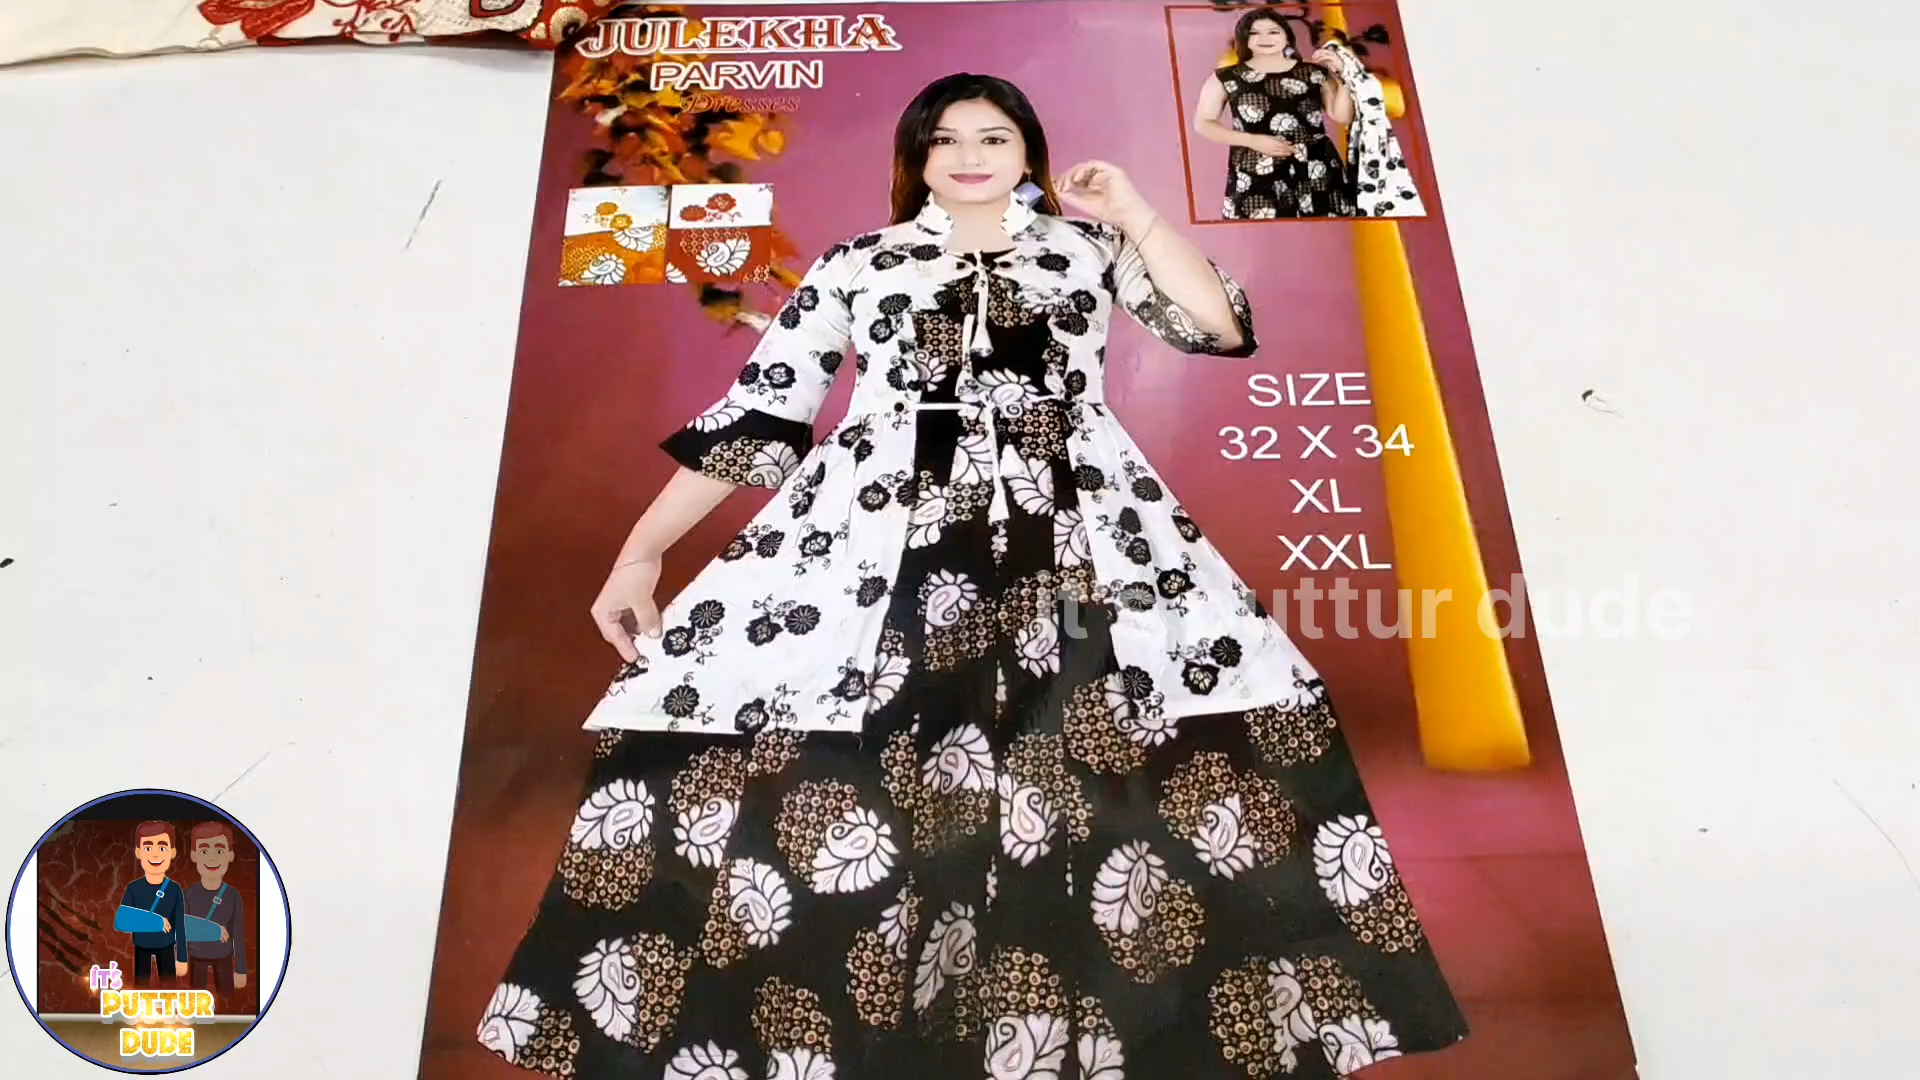 JULEKHA
PARVIN
Dresses
SIZE
32 X 34
XL
XXL
it's puttur dude
IT'S
PUTTUR
DUDE